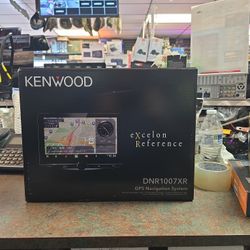 KENWOOD
eXcelon
Reference
DNR1007XR
GPS Navigation System